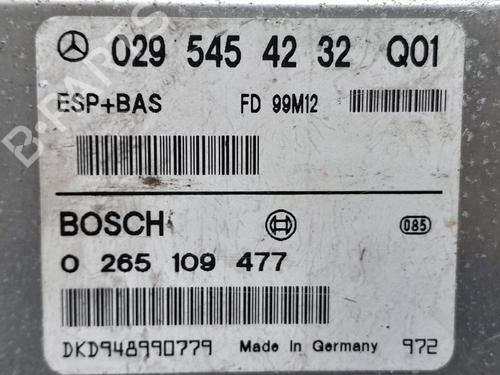 029 545 42 32 Q01
ESP+BAS FD 99M12
BOSCH 085
0 265 109 477
DKD948990779 Made in Germany 972
B-PARTS